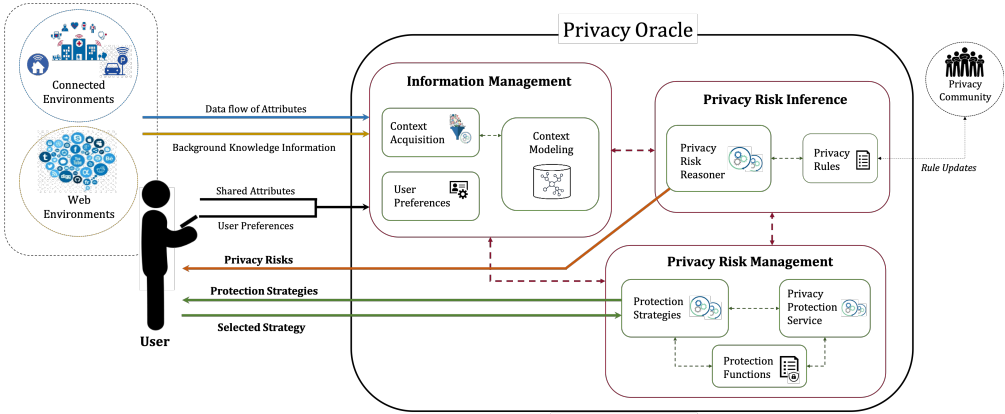 Privacy Oracle
Connected
Environments
Web
Environments
Data flow of Attributes
Background Knowledge Information
Shared Attributes
User Preferences
Privacy Risks
Protection Strategies
Selected Strategy
User
Information Management
Context
Acquisition
User
Preferences
Context
Modeling
Privacy Risk Inference
Privacy
Risk
Reasoner
Privacy
Rules
Privacy
Community
Rule Updates
Privacy Risk Management
Protection
Strategies
Privacy
Protection
Service
Protection
Functions